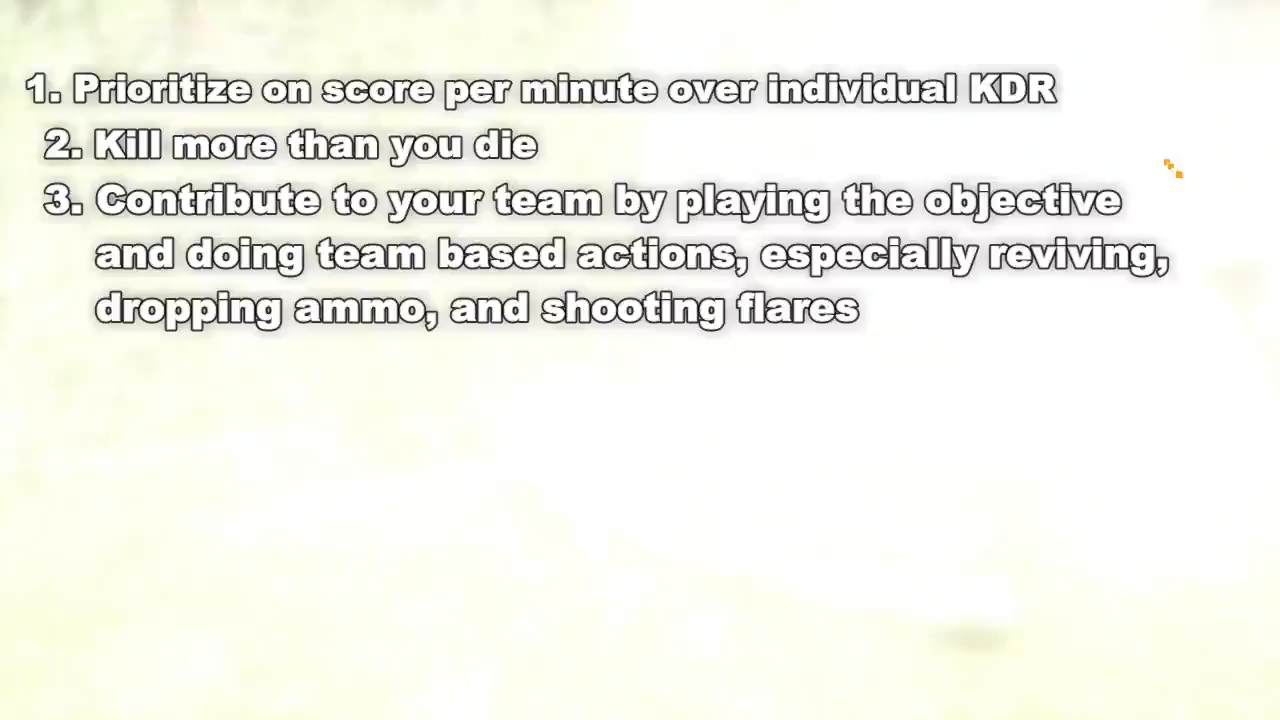 1. Prioritize on score per minute over individual KDR
2. Kill more than you die
3. Contribute to your team by playing the objective
and doing team based actions, especially reviving,
dropping ammo, and shooting flares